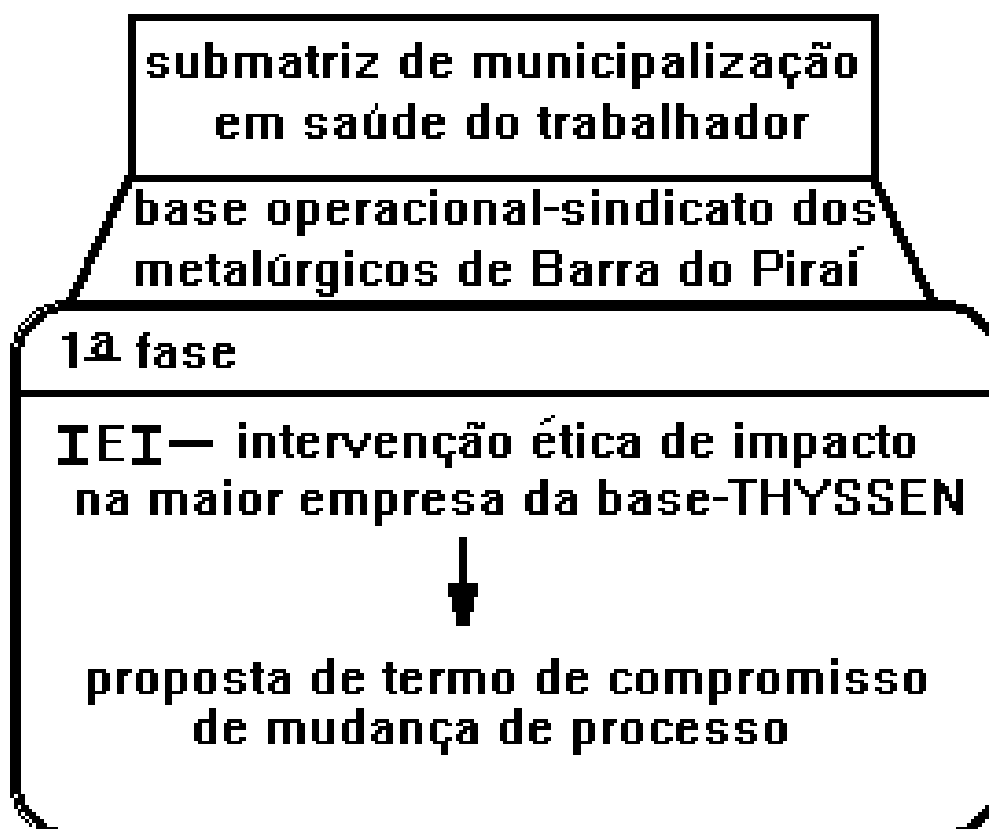 submatriz de municipalização
em saúde do trabalhador
base operacional-sindicato dos
metalúrgicos de Barra do Piraí
1ª fase
IEI— intervenção ética de impacto
na maior empresa da base-THYSSEN
proposta de termo de compromisso
de mudança de processo